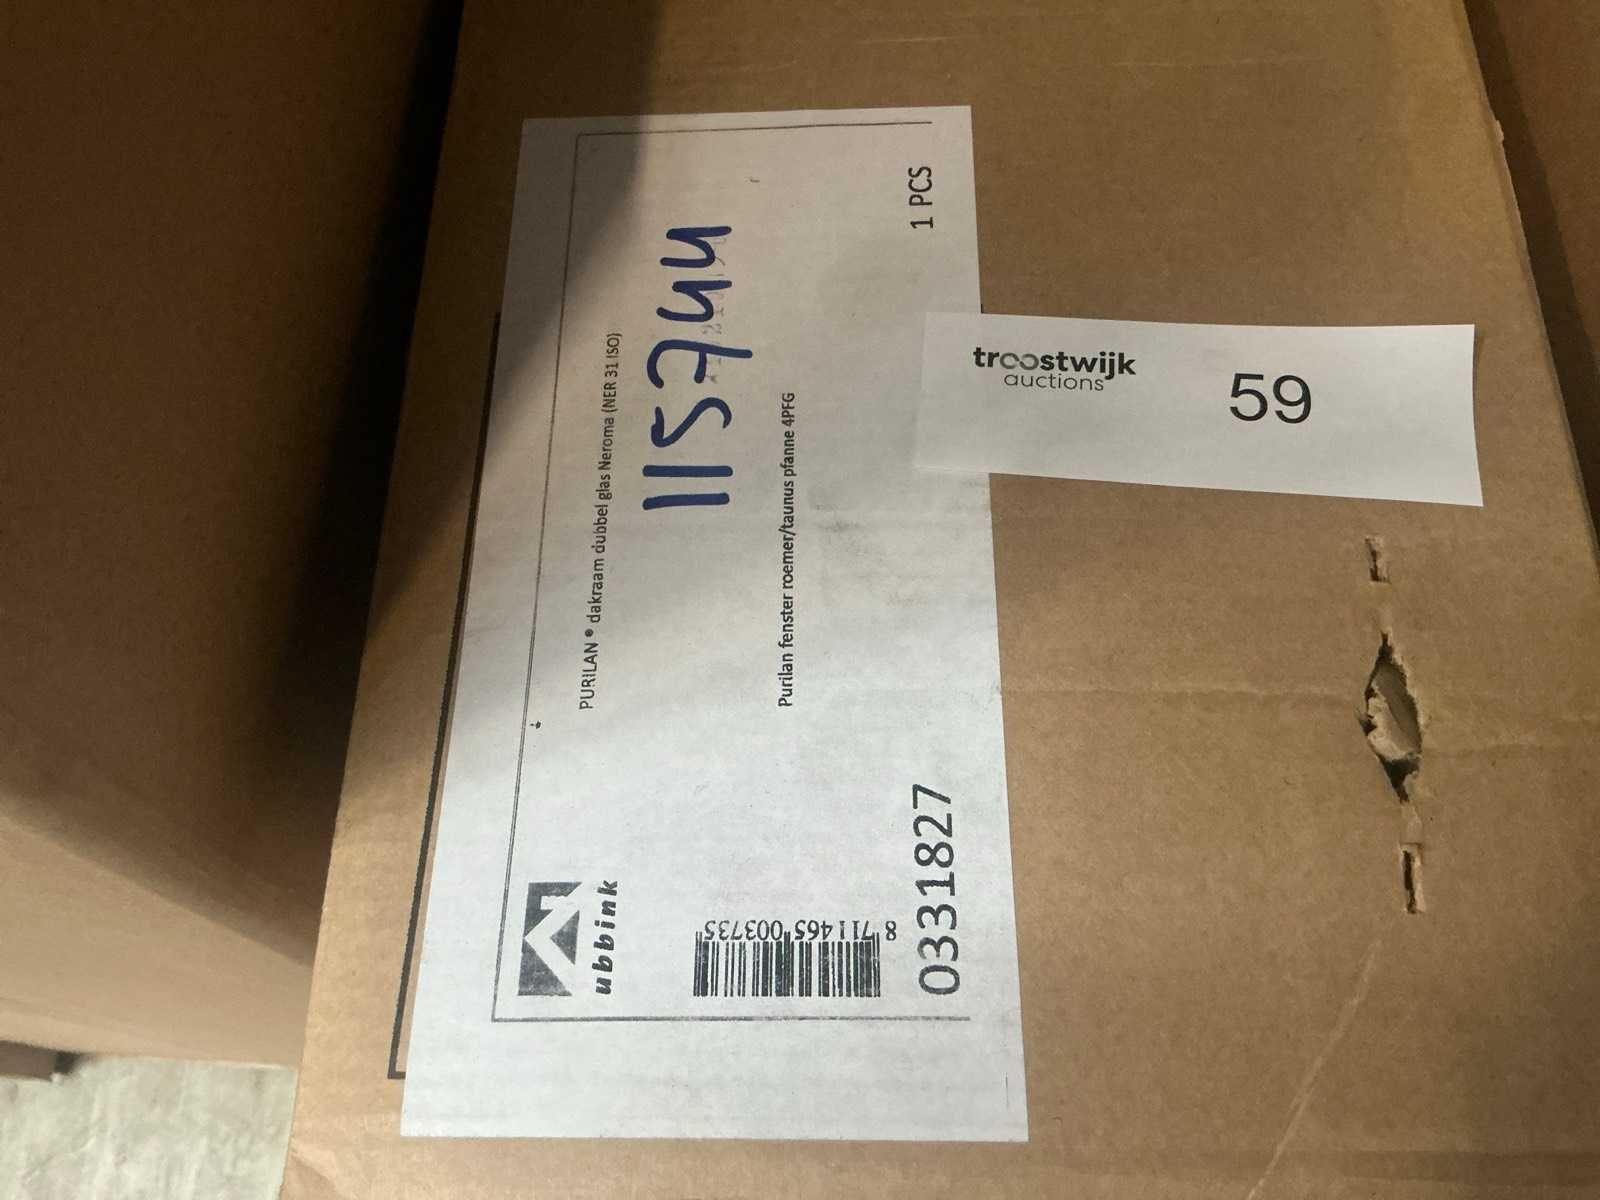 ubbink
PURILAN® dakraam dubbel glas Neroma (NER 31 ISO)
115744
Purilan fenster roemer/taunus pfanne 4PFG
8 711465 003735
0331827
1 PCS
troostwijk
auctions
59